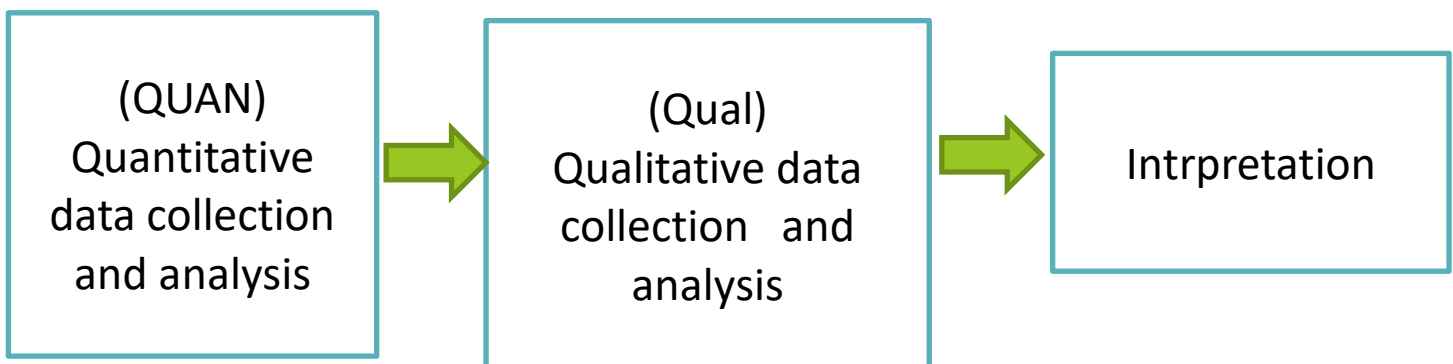 (QUAN)
Quantitative
data collection
and analysis
(Qual)
Qualitative data
collection and
analysis
Intrpretation